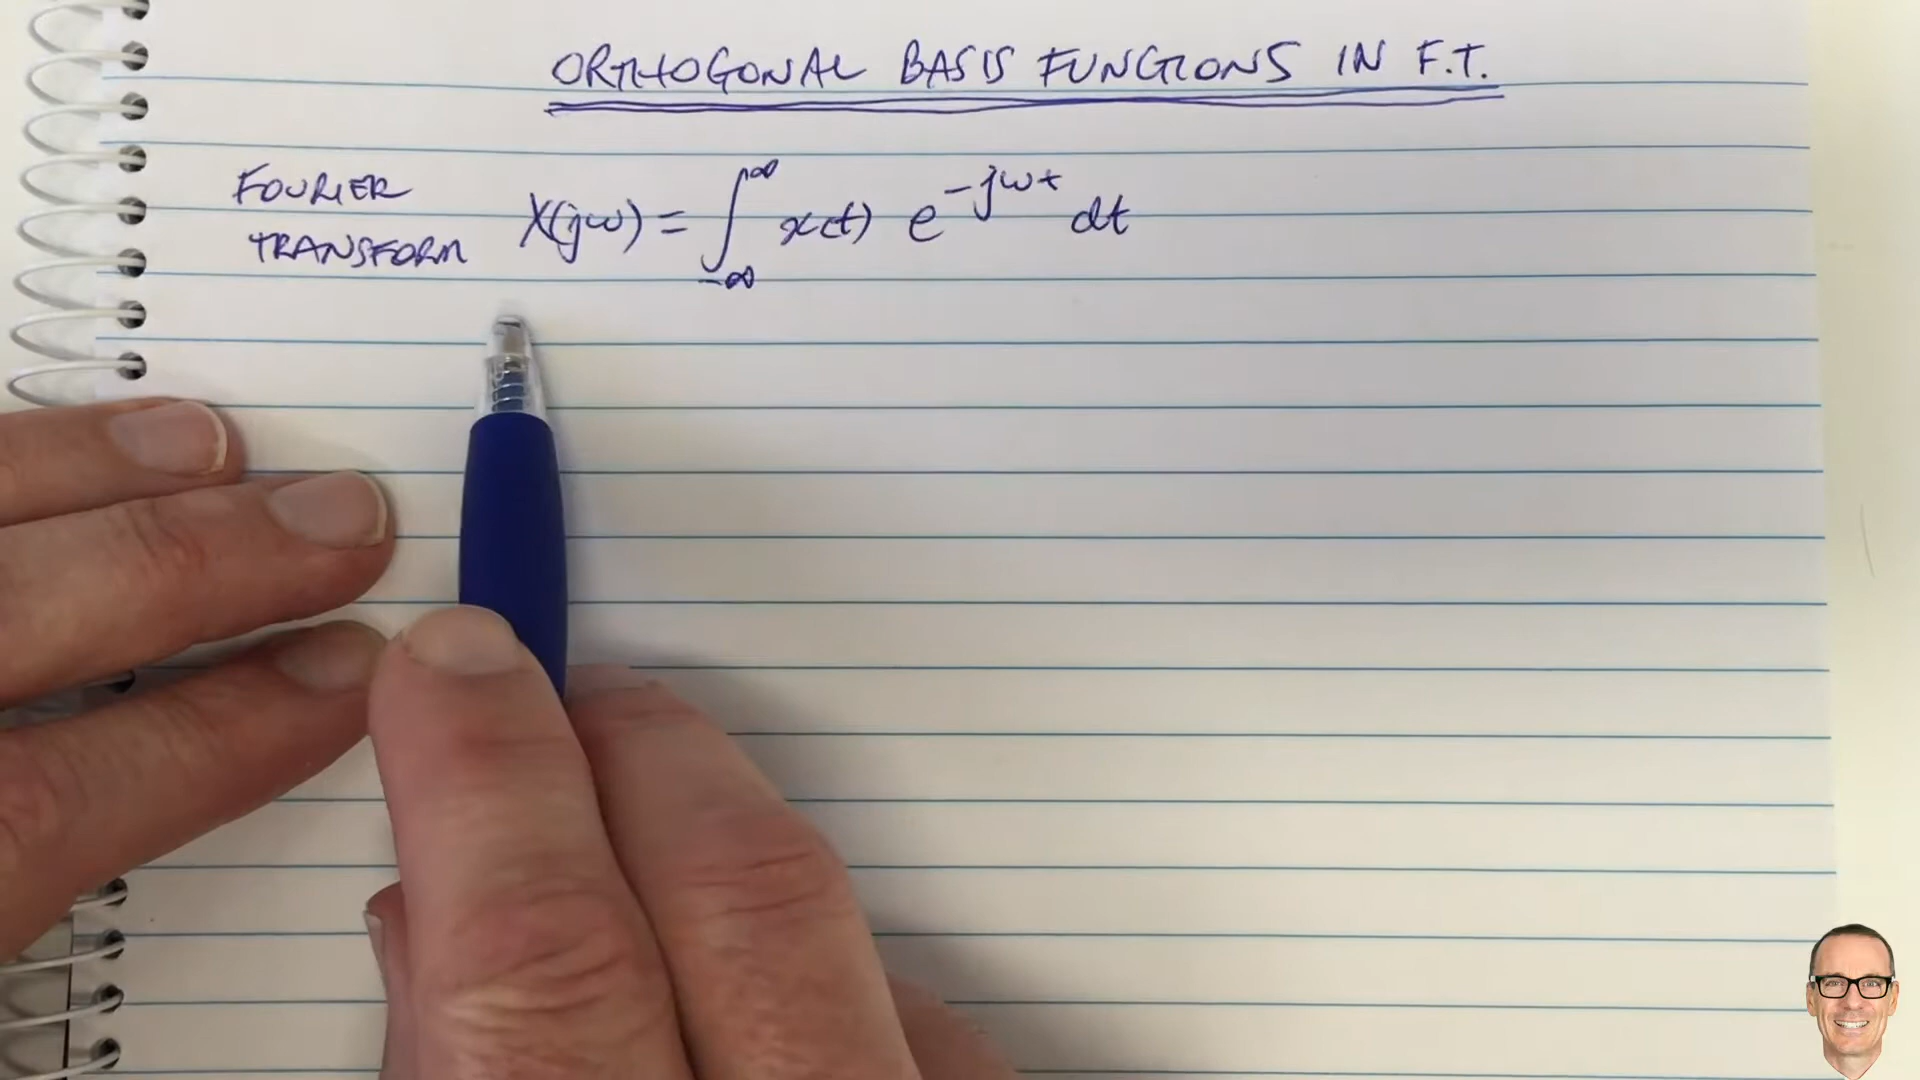 ORTHOGONAL BASIS FUNCTIONS IN F.T.
FOURIER
TRANSFORM X(jω) = ∫_{-∞}^{∞} x(t) e^{-jωt} dt